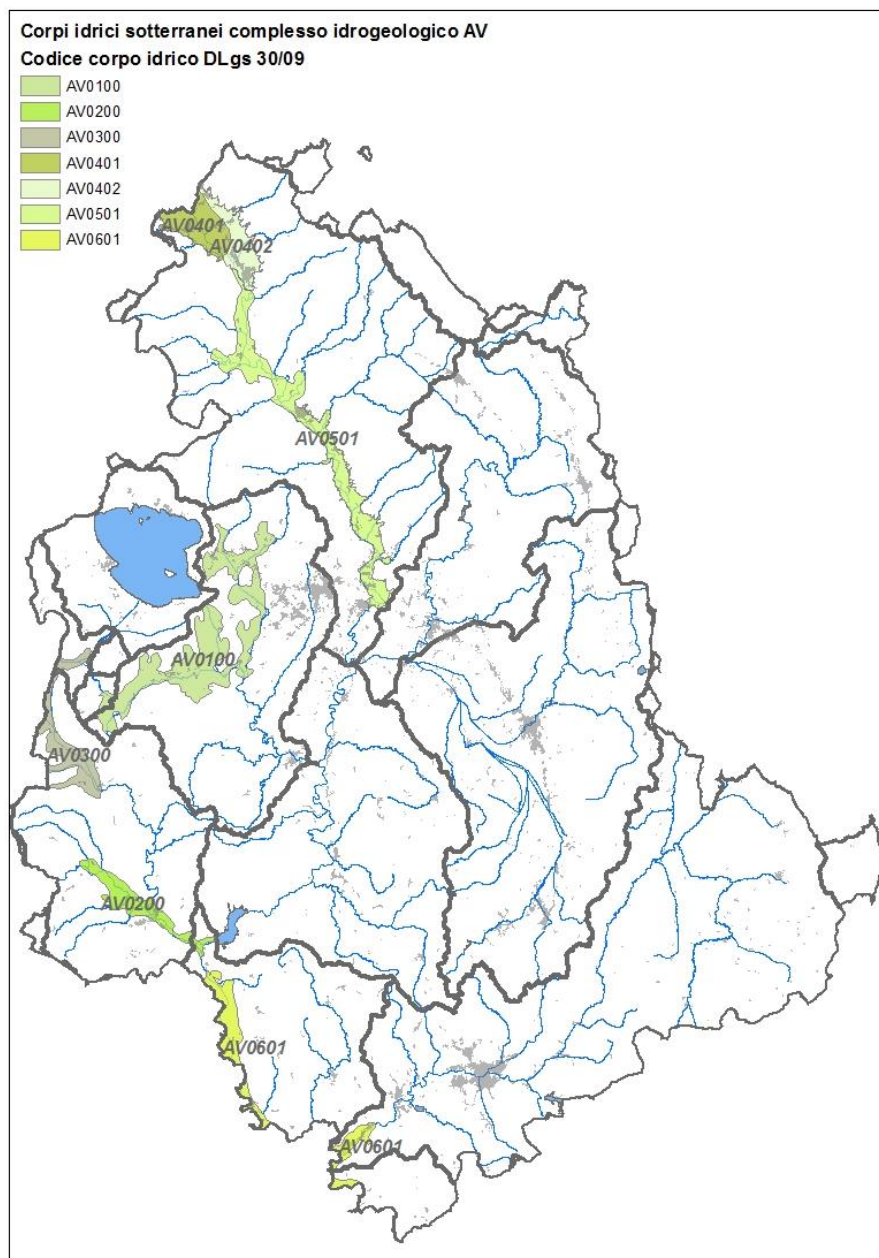 Corpi idrici sotterranei complesso idrogeologico AV
Codice corpo idrico DLgs 30/09
AV0100
AV0200
AV0300
AV0401
AV0402
AV0501
AV0601
AV0401
AV0402
AV0501
AV0100
AV0300
AV0200
AV0601
AV0601